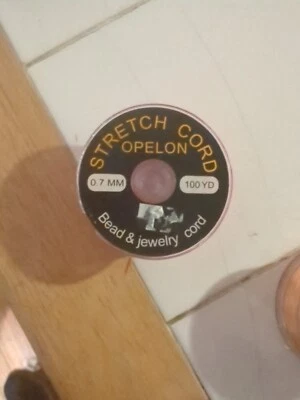 STRETCH CORD
OPELON
0.7 MM
100 YD
Bead & jewelry cord